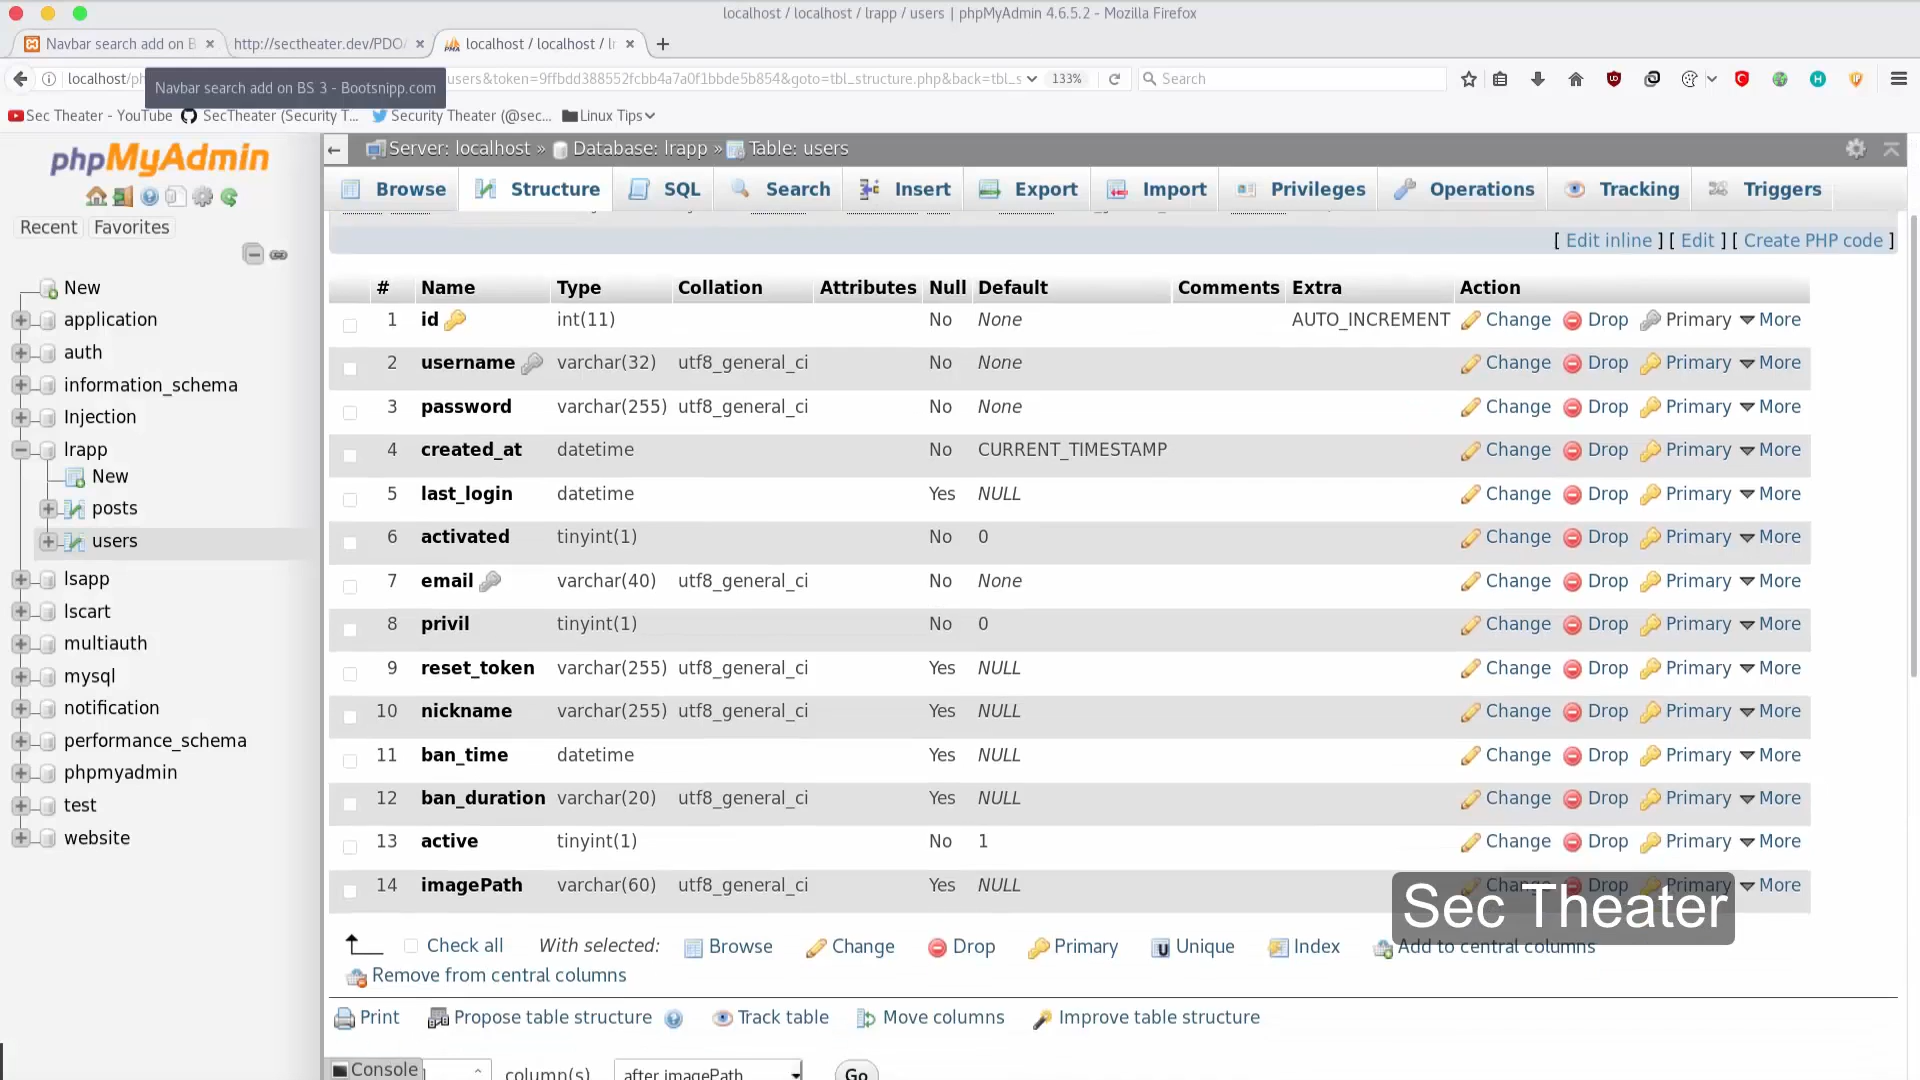 localhost / localhost / lrapp / users | phpMyAdmin 4.6.5.2 - Mozilla Firefox
Navbar search add on B
http://sectheater.dev/PDO/
localhost / localhost / l
localhost/ph
users&token=9ffbdd388552fcbb4a7a0f1bbde5b854&goto=tbl_structure.php&back=tbl_s
133%
Search
Navbar search add on BS 3 - Bootsnipp.com
Sec Theater - YouTube
SecTheater (Security T...
Security Theater (@sec...
Linux Tips
phpMyAdmin
Recent
Favorites
New
application
auth
information_schema
Injection
lrapp
New
posts
users
lsapp
lscart
multiauth
mysql
notification
performance_schema
phpmyadmin
test
website
Server: localhost » Database: lrapp » Table: users
Browse Structure SQL Search Insert Export Import Privileges Operations Tracking Triggers
[ Edit inline ] [ Edit ] [ Create PHP code ]
# Name Type Collation Attributes Null Default Comments Extra Action
1 id int(11) No None AUTO_INCREMENT Change Drop Primary More
2 username varchar(32) utf8_general_ci No None Change Drop Primary More
3 password varchar(255) utf8_general_ci No None Change Drop Primary More
4 created_at datetime No CURRENT_TIMESTAMP Change Drop Primary More
5 last_login datetime Yes NULL Change Drop Primary More
6 activated tinyint(1) No 0 Change Drop Primary More
7 email varchar(40) utf8_general_ci No None Change Drop Primary More
8 privil tinyint(1) No 0 Change Drop Primary More
9 reset_token varchar(255) utf8_general_ci Yes NULL Change Drop Primary More
10 nickname varchar(255) utf8_general_ci Yes NULL Change Drop Primary More
11 ban_time datetime Yes NULL Change Drop Primary More
12 ban_duration varchar(20) utf8_general_ci Yes NULL Change Drop Primary More
13 active tinyint(1) No 1 Change Drop Primary More
14 imagePath varchar(60) utf8_general_ci Yes NULL Change Drop Primary More
Sec Theater
Check all With selected: Browse Change Drop Primary Unique Index Add to central columns
Remove from central columns
Print Propose table structure Track table Move columns Improve table structure
Console column(s) after imagePath Go